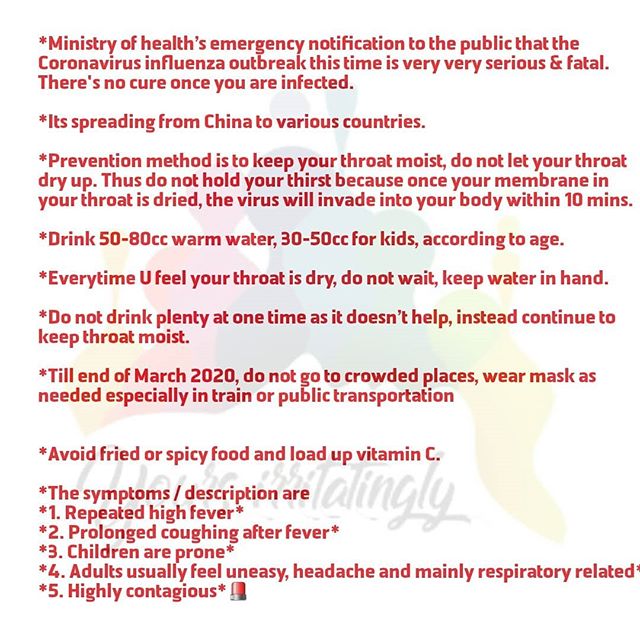 *Ministry of health's emergency notification to the public that the
Coronavirus influenza outbreak this time is very very serious & fatal.
There's no cure once you are infected.
*Its spreading from China to various countries.
*Prevention method is to keep your throat moist, do not let your throat
dry up. Thus do not hold your thirst because once your membrane in
your throat is dried, the virus will invade into your body within 10 mins.
*Drink 50-80cc warm water, 30-50cc for kids, according to age.
*Everytime U feel your throat is dry, do not wait, keep water in hand.
*Do not drink plenty at one time as it doesn't help, instead continue to
keep throat moist.
*Till end of March 2020, do not go to crowded places, wear mask as
needed especially in train or public transportation
*Avoid fried or spicy food and load up vitamin C.
Yours irritatingly
*The symptoms / description are
*1. Repeated high fever*
*2. Prolonged coughing after fever*
*3. Children are prone*
*4. Adults usually feel uneasy, headache and mainly respiratory related*
*5. Highly contagious*🚨